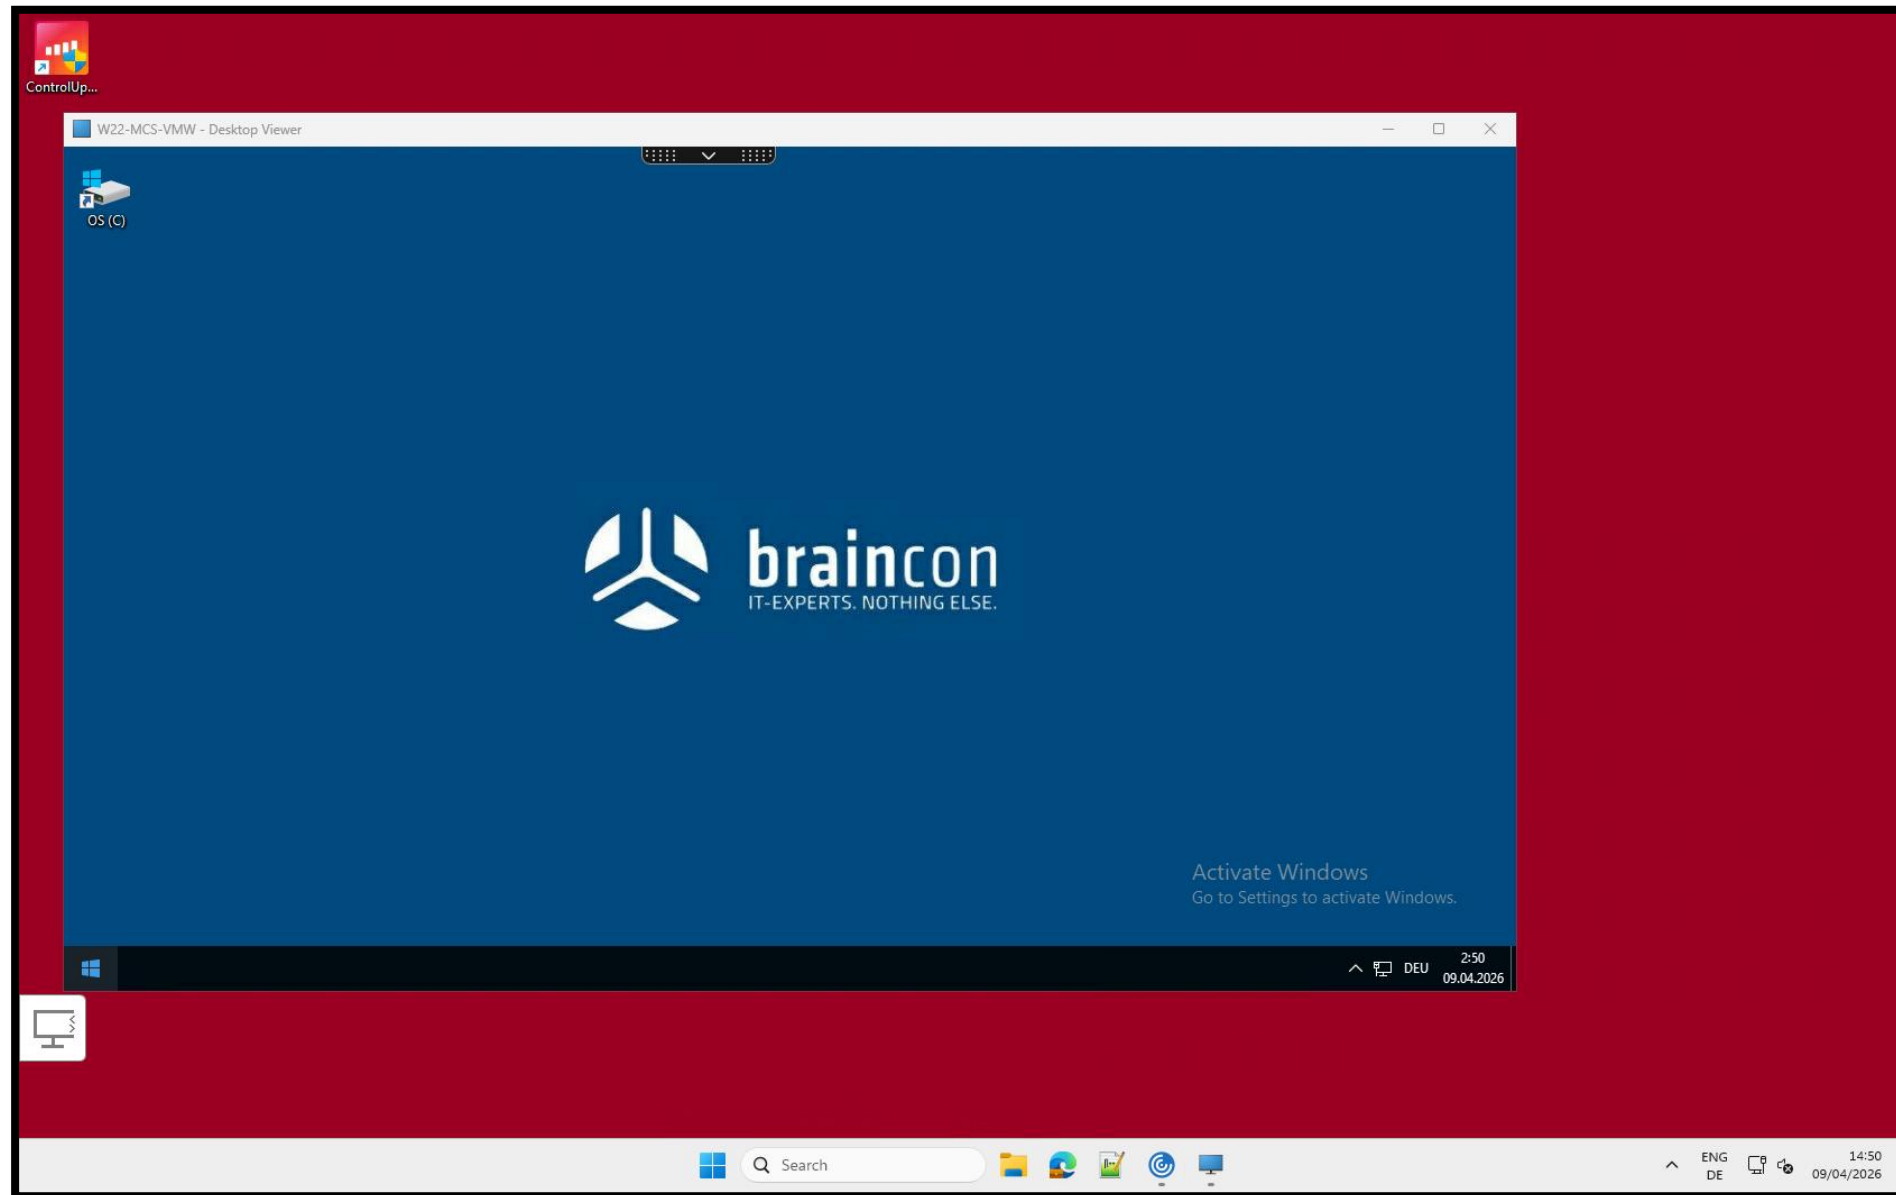 ControlUp...
W22-MCS-VMW - Desktop Viewer
OS (C)
braincon
IT-EXPERTS. NOTHING ELSE.
Activate Windows
Go to Settings to activate Windows.
DEU
2:50
09.04.2026
Search
ENG
DE
14:50
09/04/2026